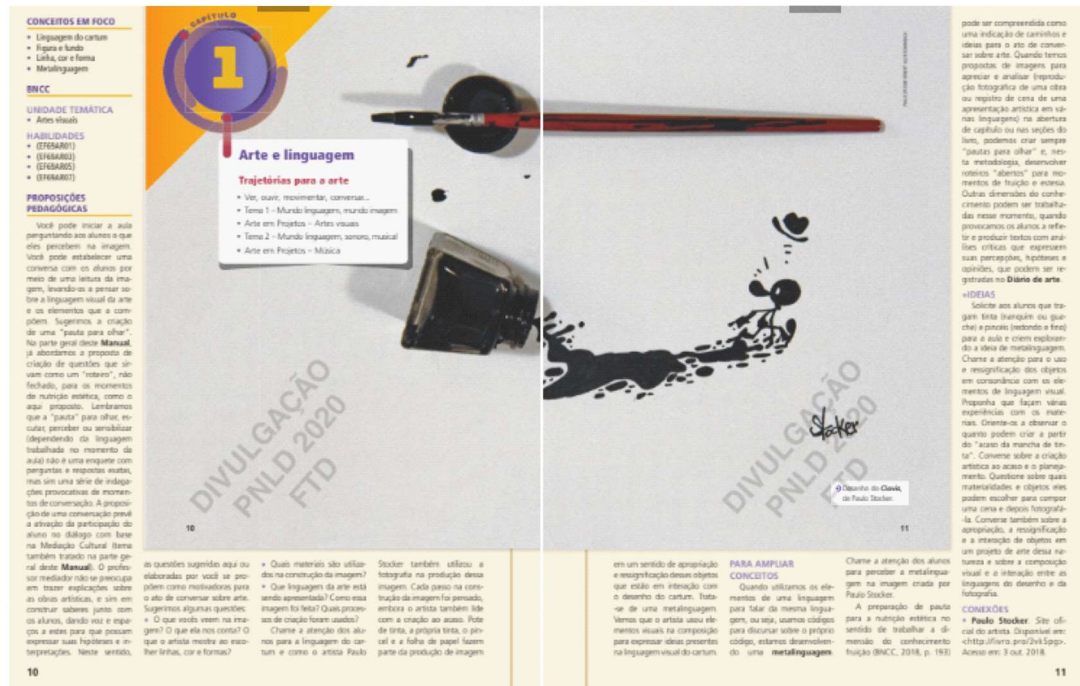 CONCEITOS EM FOCO
• Linguagem do cartum
• Figura e fundo
• Linha, cor e forma
• Metalinguagem
BNCC
UNIDADE TEMÁTICA
• Artes visuais
HABILIDADES
• (EF69AR01)
• (EF69AR03)
• (EF69AR05)
• (EF69AR07)
PROPOSIÇÕES
PEDAGÓGICAS
Você pode iniciar a aula
perguntando aos alunos o que
eles percebem na imagem.
Você pode estabelecer uma
conversa com os alunos por
meio de uma leitura da ima-
gem, levando-os a pensar so-
bre a linguagem visual da arte
e os elementos que a com-
põem. Sugerimos a criação
de uma "pauta para olhar".
Na parte geral deste Manual,
já abordamos a proposta de
criação de questões que sir-
vam como um "roteiro", não
fechado, para os momentos
de nutrição estética, como o
aqui proposto. Lembramos
que a "pauta" para olhar, es-
cutar, perceber ou sensibilizar
(dependendo da linguagem
trabalhada no momento da
aula) não é uma enquete com
perguntas e respostas exatas,
mas sim uma série de indaga-
ções provocativas de momen-
tos de conversação. A proposi-
ção de uma conversação prevê
a ativação da participação do
aluno no diálogo com base
na Mediação Cultural (tema
também tratado na parte ge-
ral deste Manual). O profes-
sor mediador não se preocupa
em trazer explicações sobre
as obras artísticas, e sim em
construir saberes junto com
os alunos, dando voz e espa-
ços a estes para que possam
expressar suas hipóteses e in-
terpretações. Neste sentido,
CAPÍTULO
1
Arte e linguagem
Trajetórias para a arte
• Ver, ouvir, movimentar, conversar...
• Tema 1 – Mundo linguagem, mundo imagem
• Arte em Projetos – Artes visuais
• Tema 2 – Mundo linguagem, sonoro, musical
• Arte em Projetos – Música
DIVULGAÇÃO
PNLD 2020
FTD
10
DIVULGAÇÃO
PNLD 2020
FTD
Stocker
Desenho do Clovis,
de Paulo Stocker.
11
as questões sugeridas aqui ou
elaboradas por você se pro-
põem como motivadoras para
o ato de conversar sobre arte.
Sugerimos algumas questões:
• O que vocês veem na ima-
gem? O que ela nos conta? O
que o artista mostra ao esco-
lher linhas, cor e formas?
• Quais materiais são utiliza-
dos na construção da imagem?
• Que linguagem da arte está
sendo apresentada? Como essa
imagem foi feita? Quais proces-
sos de criação foram usados?
Chame a atenção dos alu-
nos para a linguagem do car-
tum e como o artista Paulo
Stocker também utilizou a
fotografia na produção dessa
imagem. Cada passo na cons-
trução da imagem foi pensado,
embora o artista também lide
com a criação ao acaso. Pote
de tinta, a própria tinta, o pin-
cel e a folha de papel fazem
parte da produção de imagem
em um sentido de apropriação
e ressignificação desses objetos
que estão em interação com
o desenho do cartum. Trata-
-se de uma metalinguagem.
Vemos que o artista usou ele-
mentos visuais na composição
para expressar ideias presentes
na linguagem visual do cartum.
PARA AMPLIAR
CONCEITOS
Quando utilizamos os ele-
mentos de uma linguagem
para falar da mesma lingua-
gem, ou seja, usamos códigos
para discursar sobre o próprio
código, estamos desenvolven-
do uma metalinguagem.
Chame a atenção dos alunos
para perceber a metalingua-
gem na imagem criada por
Paulo Stocker.
A preparação de pauta
para a nutrição estética no
sentido de trabalhar a di-
mensão do conhecimento
fruição (BNCC, 2018, p. 193)
pode ser compreendida como
uma indicação de caminhos e
ideias para o ato de conver-
sar sobre arte. Quando temos
propostas de imagens para
apreciar e analisar (reprodu-
ção fotográfica de uma obra
ou registro de cena de uma
apresentação artística em vá-
rias linguagens) na abertura
de capítulo ou nas seções do
livro, podemos criar sempre
"pautas para olhar" e, nes-
ta metodologia, desenvolver
roteiros "abertos" para mo-
mentos de fruição e estesia.
Outras dimensões do conhe-
cimento podem ser trabalha-
das nesse momento, quando
provocamos os alunos a refle-
tir e produzir textos com aná-
lises críticas que expressem
suas percepções, hipóteses e
opiniões, que podem ser re-
gistradas no Diário de arte.
+IDEIAS
Solicite aos alunos que tra-
gam tinta (nanquim ou gua-
che) e pincéis (redondo e fino)
para a aula e criem exploran-
do a ideia de metalinguagem.
Chame a atenção para o uso
e ressignificação dos objetos
em consonância com os ele-
mentos de linguagem visual.
Proponha que façam várias
experiências com os mate-
riais. Oriente-os a observar o
quanto podem criar a partir
do "acaso da mancha de tin-
ta". Converse sobre a criação
artística ao acaso e o planeja-
mento. Questione sobre quais
materialidades e objetos eles
podem escolher para compor
uma cena e depois fotografá-
-la. Converse também sobre a
apropriação, a ressignificação
e a interação de objetos em
um projeto de arte dessa na-
tureza e sobre a composição
visual e a interação entre as
linguagens do desenho e da
fotografia.
CONEXÕES
• Paulo Stocker. Site ofi-
cial do artista. Disponível em:
<http://livro.pro/2vk5pg>.
Acesso em: 3 out. 2018.
10
11